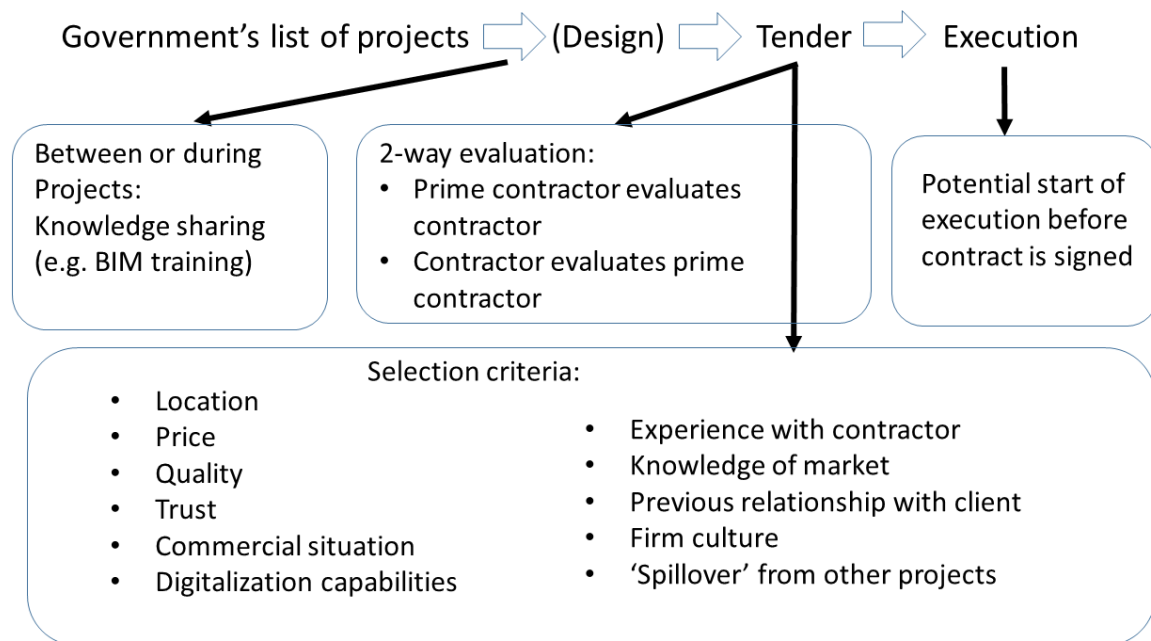 Government’s list of projects (Design) Tender Execution
Between or during
Projects:
Knowledge sharing
(e.g. BIM training)
2-way evaluation:
• Prime contractor evaluates
contractor
• Contractor evaluates prime
contractor
Potential start of
execution before
contract is signed
Selection criteria:
• Location
• Price
• Quality
• Trust
• Commercial situation
• Digitalization capabilities
• Experience with contractor
• Knowledge of market
• Previous relationship with client
• Firm culture
• ‘Spillover’ from other projects